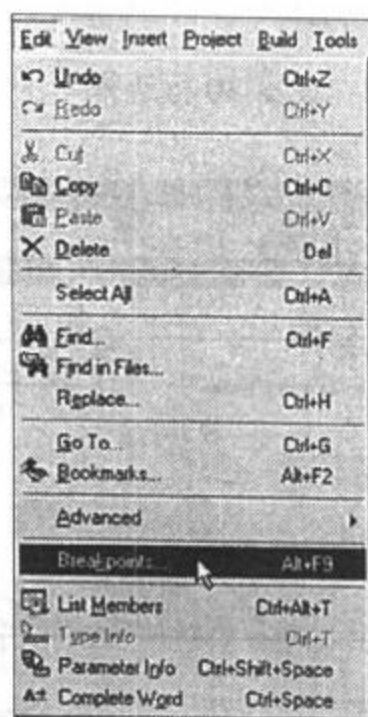 Edit View Insert Project Build Tools
Undo Ctrl+Z
Redo Ctrl+Y
Cut Ctrl+X
Copy Ctrl+C
Paste Ctrl+V
Delete Del
Select All Ctrl+A
Find... Ctrl+F
Find in Files...
Replace... Ctrl+H
Go To... Ctrl+G
Bookmarks... Alt+F2
Advanced
Breakpoints... Alt+F9
List Members Ctrl+Alt+T
Type Info Ctrl+T
Parameter Info Ctrl+Shift+Space
Complete Word Ctrl+Space